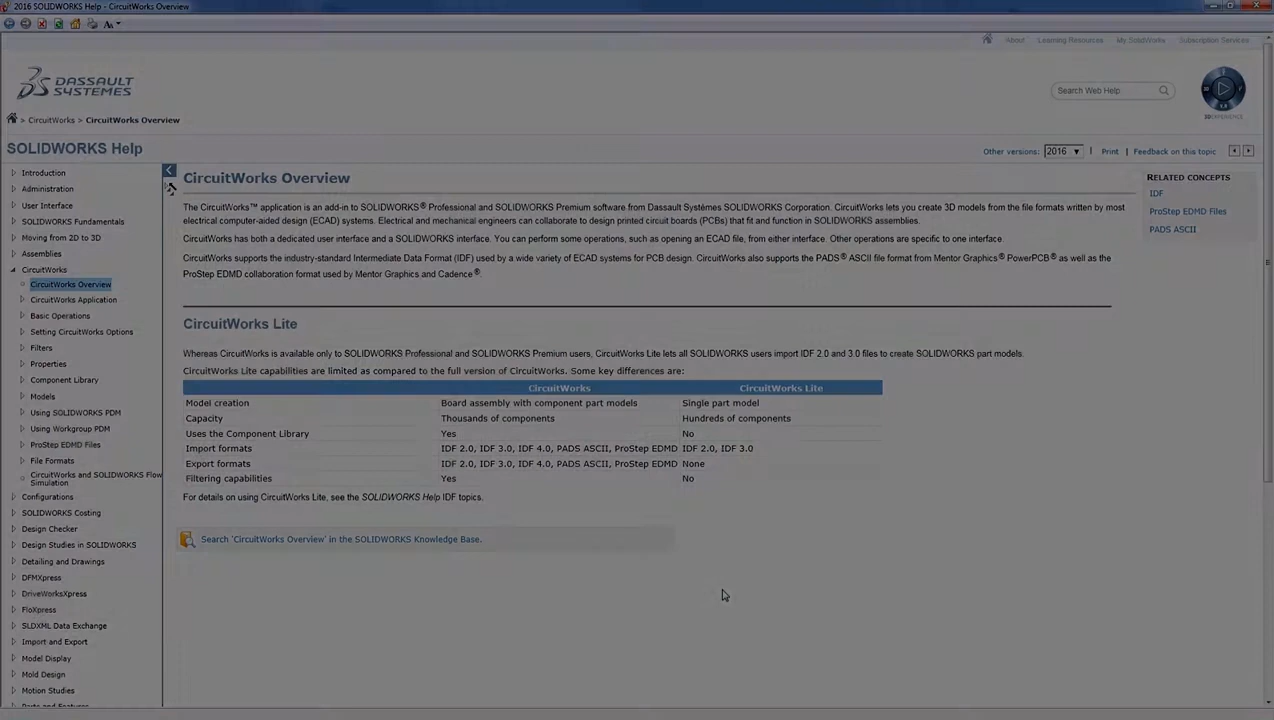 2016 SOLIDWORKS Help - CircuitWorks Overview
About Learning Resources My SolidWorks Subscription Services
DASSAULT SYSTEMES
Search Web Help
3DEXPERIENCE
> CircuitWorks > CircuitWorks Overview
SOLIDWORKS Help
Other versions: 2016 | Print | Feedback on this topic
Introduction
Administration
User Interface
SOLIDWORKS Fundamentals
Moving from 2D to 3D
Assemblies
CircuitWorks
CircuitWorks Overview
CircuitWorks Application
Basic Operations
Setting CircuitWorks Options
Filters
Properties
Component Library
Models
Using SOLIDWORKS PDM
Using Workgroup PDM
ProStep EDMD Files
File Formats
CircuitWorks and SOLIDWORKS Flow
Simulation
Configurations
SOLIDWORKS Costing
Design Checker
Design Studies in SOLIDWORKS
Detailing and Drawings
DFMXpress
DriveWorksXpress
FloXpress
SLDXML Data Exchange
Import and Export
Model Display
Mold Design
Motion Studies
Parts and Features
CircuitWorks Overview
The CircuitWorks™ application is an add-in to SOLIDWORKS® Professional and SOLIDWORKS Premium software from Dassault Systèmes SOLIDWORKS Corporation. CircuitWorks lets you create 3D models from the file formats written by most
electrical computer-aided design (ECAD) systems. Electrical and mechanical engineers can collaborate to design printed circuit boards (PCBs) that fit and function in SOLIDWORKS assemblies.
CircuitWorks has both a dedicated user interface and a SOLIDWORKS interface. You can perform some operations, such as opening an ECAD file, from either interface. Other operations are specific to one interface.
CircuitWorks supports the industry-standard Intermediate Data Format (IDF) used by a wide variety of ECAD systems for PCB design. CircuitWorks also supports the PADS® ASCII file format from Mentor Graphics® PowerPCB® as well as the
ProStep EDMD collaboration format used by Mentor Graphics and Cadence®.
CircuitWorks Lite
Whereas CircuitWorks is available only to SOLIDWORKS Professional and SOLIDWORKS Premium users, CircuitWorks Lite lets all SOLIDWORKS users import IDF 2.0 and 3.0 files to create SOLIDWORKS part models.
CircuitWorks Lite capabilities are limited as compared to the full version of CircuitWorks. Some key differences are:
CircuitWorks CircuitWorks Lite
Model creation Board assembly with component part models Single part model
Capacity Thousands of components Hundreds of components
Uses the Component Library Yes No
Import formats IDF 2.0, IDF 3.0, IDF 4.0, PADS ASCII, ProStep EDMD IDF 2.0, IDF 3.0
Export formats IDF 2.0, IDF 3.0, IDF 4.0, PADS ASCII, ProStep EDMD None
Filtering capabilities Yes No
For details on using CircuitWorks Lite, see the SOLIDWORKS Help IDF topics.
Search 'CircuitWorks Overview' in the SOLIDWORKS Knowledge Base.
RELATED CONCEPTS
IDF
ProStep EDMD Files
PADS ASCII